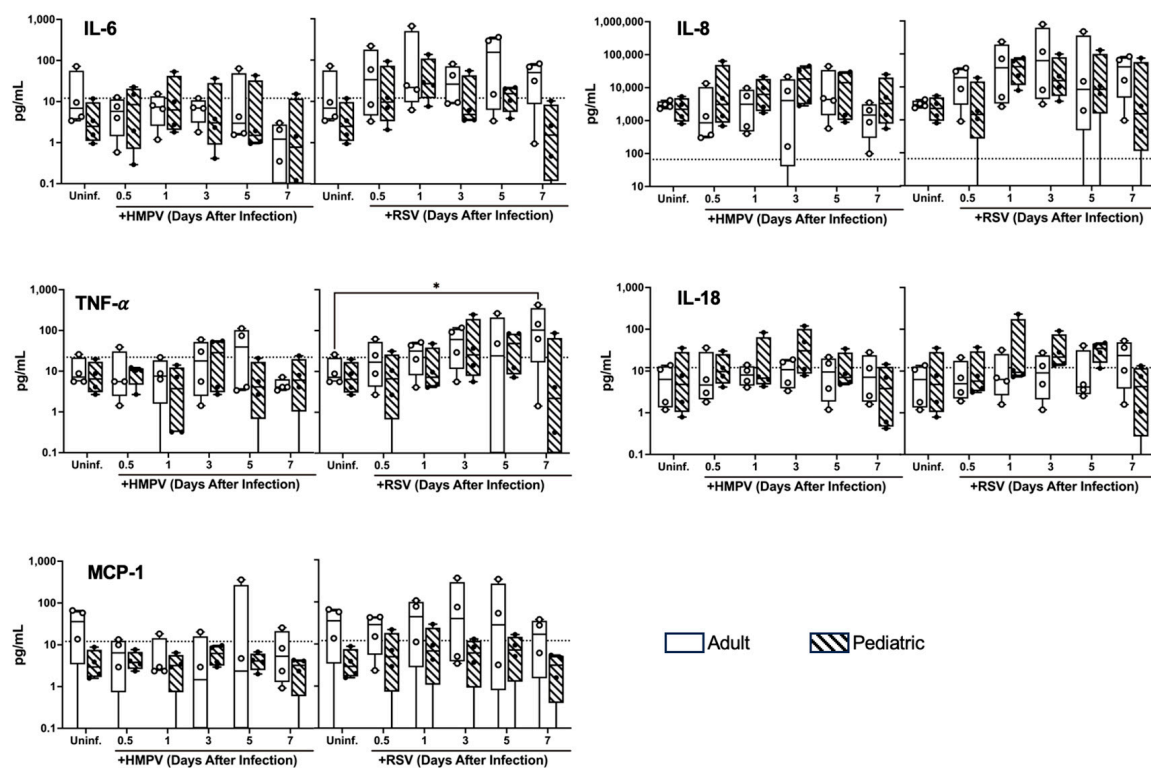 IL-6
pg/mL
1,000
100
10
1
0.1
Uninf. 0.5 1 3 5 7 Uninf. 0.5 1 3 5 7
+HMPV (Days After Infection) +RSV (Days After Infection)
IL-8
pg/mL
1,000,000
100,000
10,000
1,000
100
10
Uninf. 0.5 1 3 5 7 Uninf. 0.5 1 3 5 7
+HMPV (Days After Infection) +RSV (Days After Infection)
TNF-α
*
pg/mL
1,000
100
10
1
0.1
Uninf. 0.5 1 3 5 7 Uninf. 0.5 1 3 5 7
+HMPV (Days After Infection) +RSV (Days After Infection)
IL-18
pg/mL
1,000
100
10
1
0.1
Uninf. 0.5 1 3 5 7 Uninf. 0.5 1 3 5 7
+HMPV (Days After Infection) +RSV (Days After Infection)
MCP-1
pg/mL
1,000
100
10
1
0.1
Uninf. 0.5 1 3 5 7 Uninf. 0.5 1 3 5 7
+HMPV (Days After Infection) +RSV (Days After Infection)
Adult Pediatric